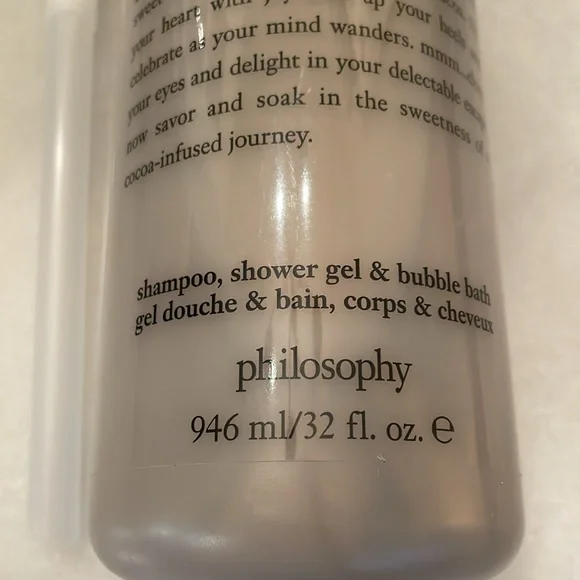 your heart with up your
celebrate as your mind wanders. mmm...
your eyes and delight in your delectable
now savor and soak in the sweetness of
cocoa-infused journey.
shampoo, shower gel & bubble bath
gel douche & bain, corps & cheveux
philosophy
946 ml/32 fl. oz. ℮